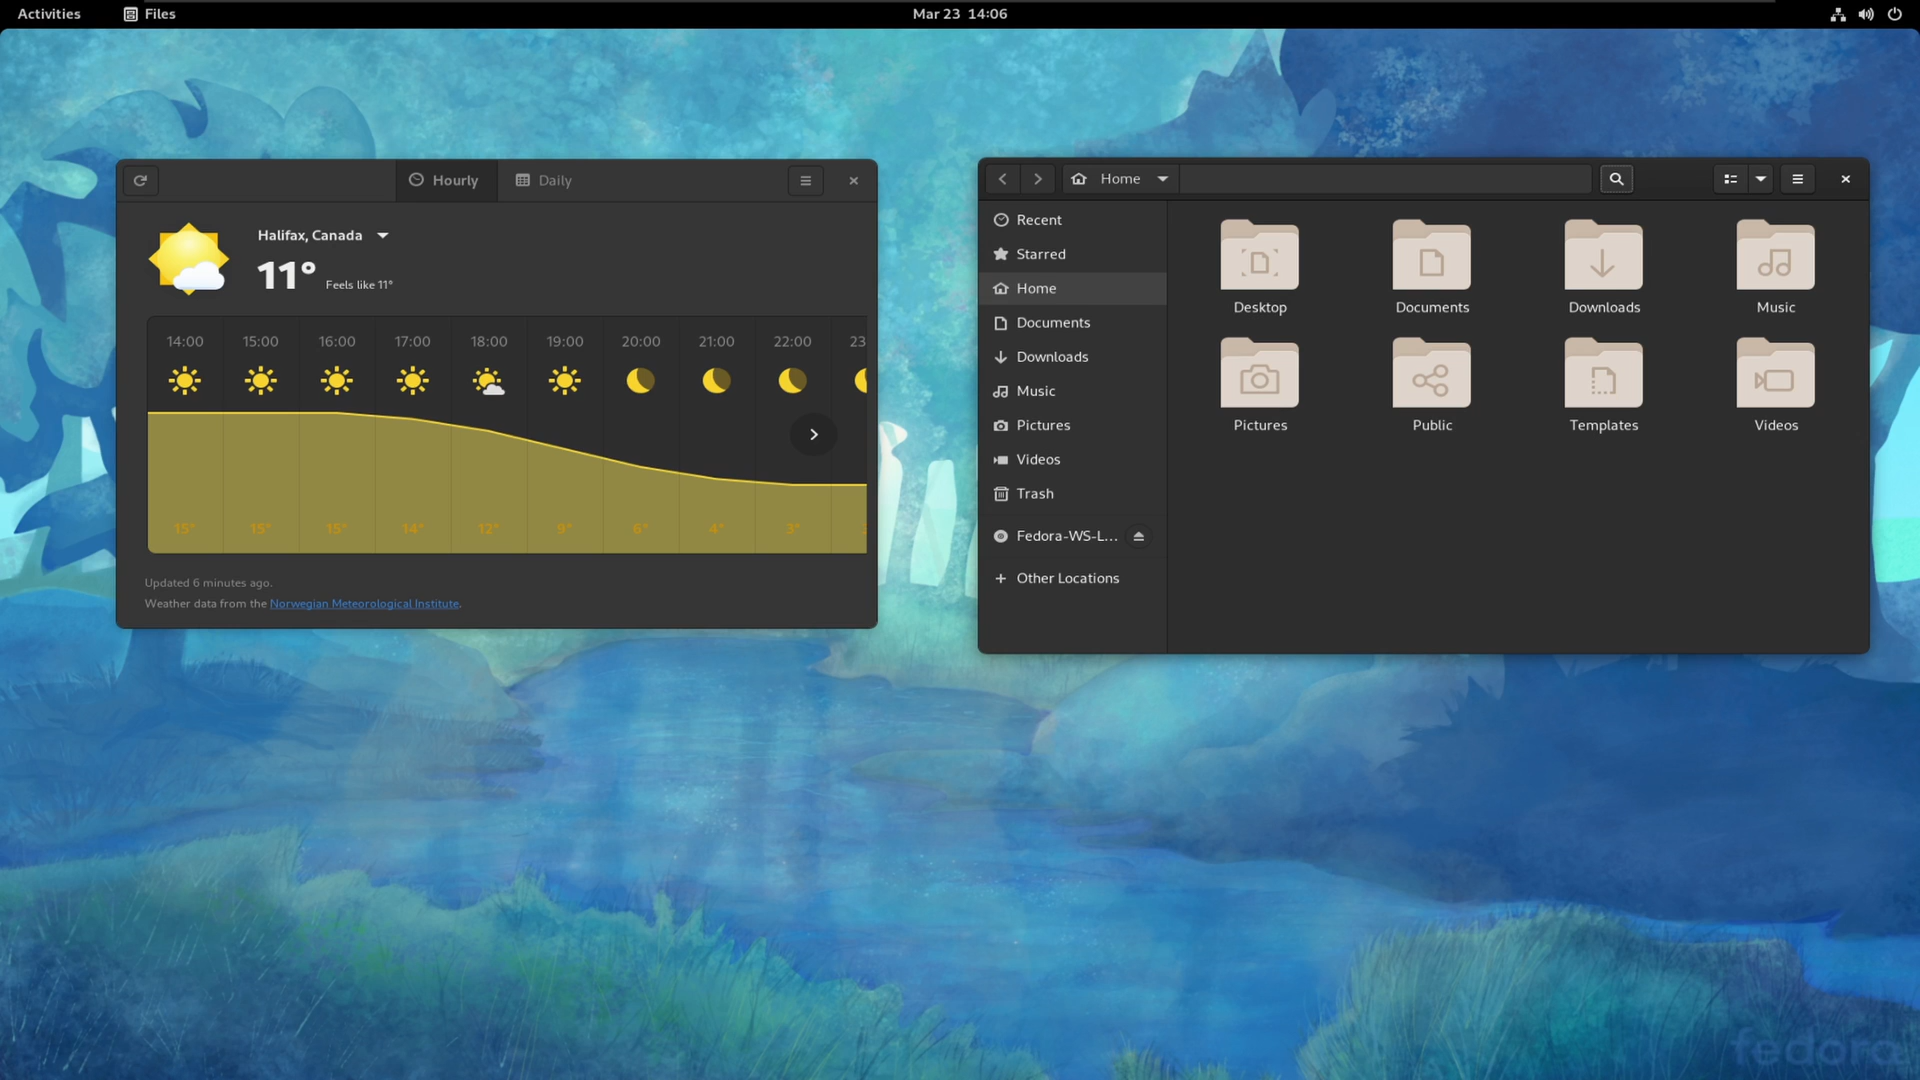 Activities
Files
Mar 23 14:06
Hourly
Daily
Halifax, Canada
11°
Feels like 11°
14:00 15:00 16:00 17:00 18:00 19:00 20:00 21:00 22:00 23
15° 15° 15° 14° 12° 9° 6° 4° 3°
Updated 6 minutes ago.
Weather data from the Norwegian Meteorological Institute.
Home
Recent
Starred
Home
Documents
Downloads
Music
Pictures
Videos
Trash
Fedora-WS-L...
Other Locations
Desktop Documents Downloads Music
Pictures Public Templates Videos
fedora